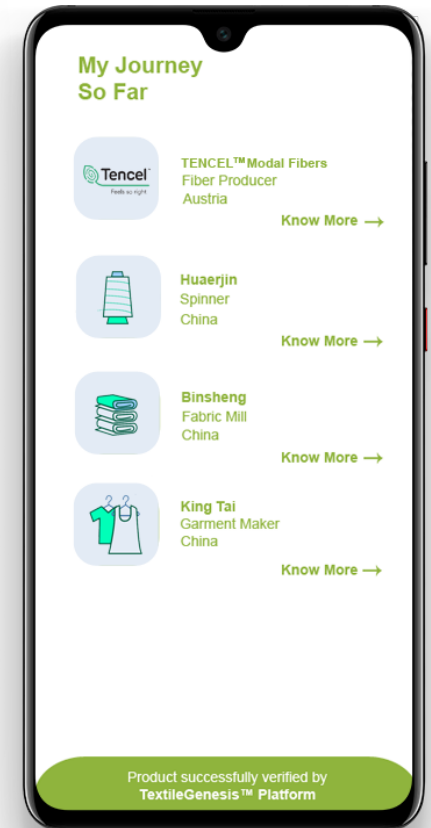 My Journey
So Far
Tencel™
Feels so right
TENCEL™Modal Fibers
Fiber Producer
Austria
Know More →
Huaerjin
Spinner
China
Know More →
Binsheng
Fabric Mill
China
Know More →
King Tai
Garment Maker
China
Know More →
Product successfully verified by
TextileGenesis™ Platform